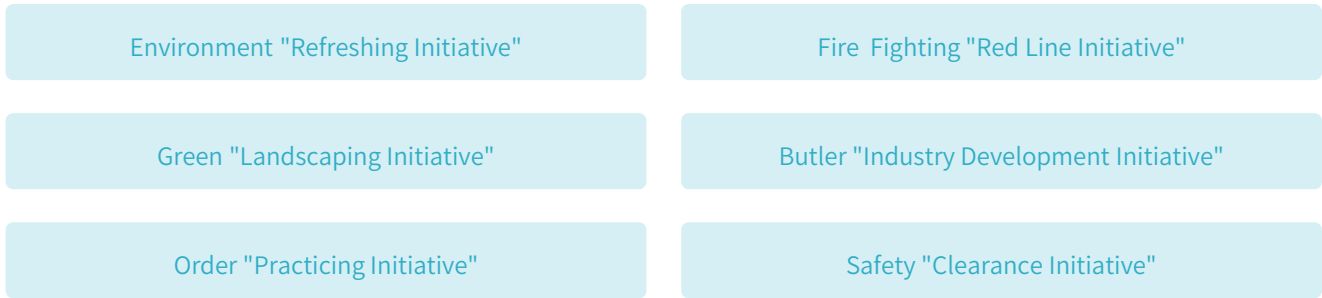 Environment "Refreshing Initiative"
Fire Fighting "Red Line Initiative"
Green "Landscaping Initiative"
Butler "Industry Development Initiative"
Order "Practicing Initiative"
Safety "Clearance Initiative"